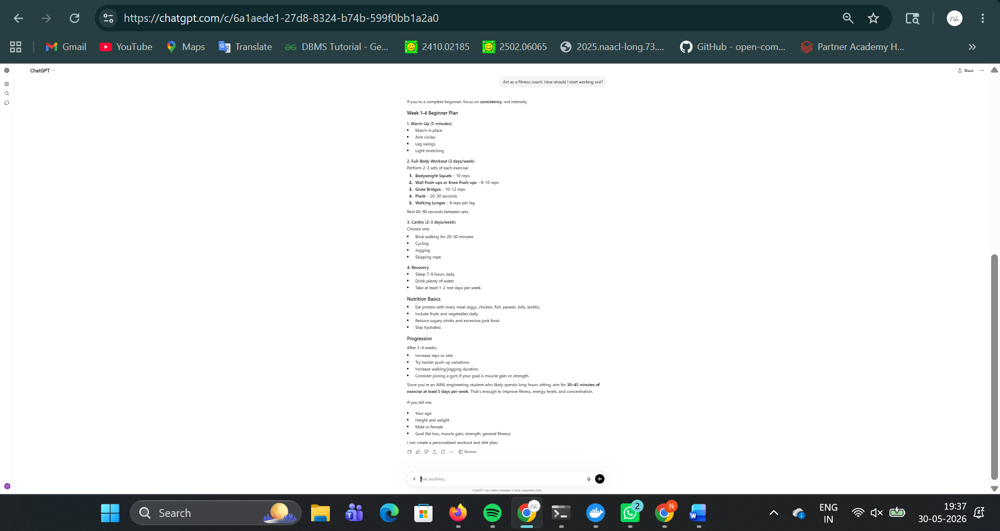 https://chatgpt.com/c/6a1aede1-27d8-8324-b74b-599f0bb1a2a0
Gmail
YouTube
Maps
Translate
DBMS Tutorial - Ge...
2410.02185
2502.06065
2025.naacl-long.73....
GitHub - open-com...
Partner Academy H...
ChatGPT
Share
Act as a fitness coach. How should I start working out?
If you're a complete beginner, focus on consistency, not intensity.
Week 1–4 Beginner Plan
1. Warm-Up (5 minutes)
• March in place
• Arm circles
• Leg swings
• Light stretching
2. Full-Body Workout (3 days/week)
Perform 2–3 sets of each exercise:
1. Bodyweight Squats – 10 reps
2. Wall Push-ups or Knee Push-ups – 8–10 reps
3. Glute Bridges – 10–12 reps
4. Plank – 20–30 seconds
5. Walking Lunges – 8 reps per leg
Rest 60–90 seconds between sets.
3. Cardio (2–3 days/week)
Choose one:
• Brisk walking for 20–30 minutes
• Cycling
• Jogging
• Skipping rope
4. Recovery
• Sleep 7–9 hours daily.
• Drink plenty of water.
• Take at least 1–2 rest days per week.
Nutrition Basics
• Eat protein with every meal (eggs, chicken, fish, paneer, tofu, lentils).
• Include fruits and vegetables daily.
• Reduce sugary drinks and excessive junk food.
• Stay hydrated.
Progression
After 3–4 weeks:
• Increase reps or sets.
• Try harder push-up variations.
• Increase walking/jogging duration.
• Consider joining a gym if your goal is muscle gain or strength.
Since you're an AIML engineering student who likely spends long hours sitting, aim for 30–45 minutes of
exercise at least 5 days per week. That's enough to improve fitness, energy levels, and concentration.
If you tell me:
• Your age
• Height and weight
• Male or female
• Goal (fat loss, muscle gain, strength, general fitness)
I can create a personalized workout and diet plan.
Sources
Ask anything
ChatGPT can make mistakes. Check important info.
Search
2
N
ENG
IN
19:37
30-05-2026